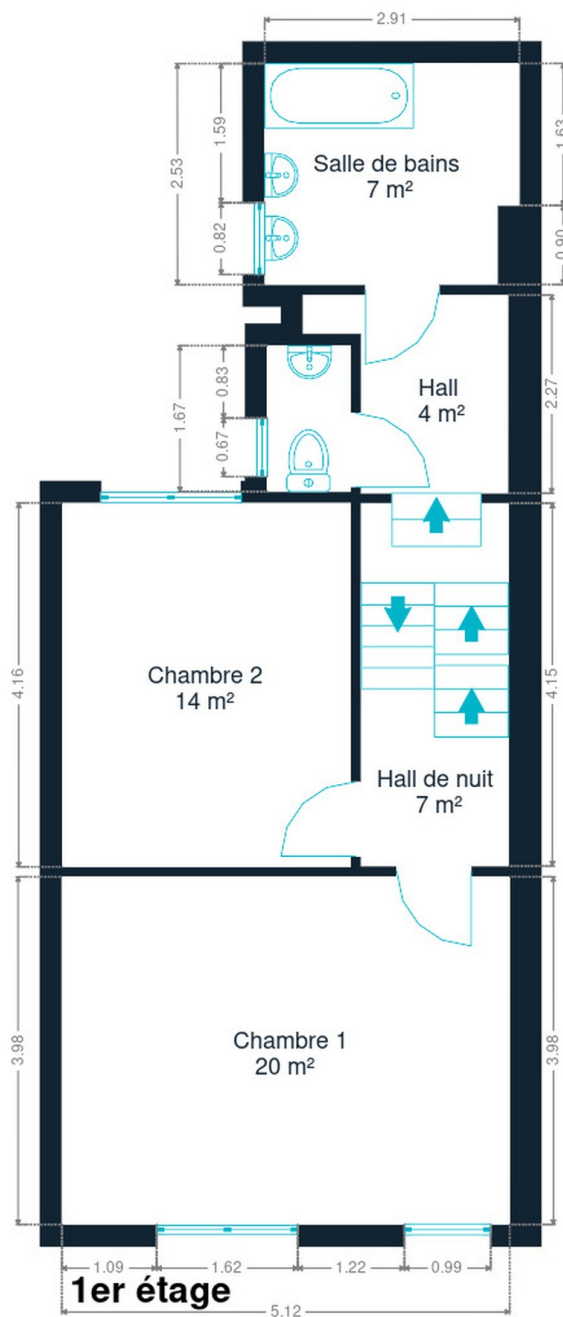 2.91
2.53
1.59
0.82
1.63
0.90
Salle de bains
7 m²
1.67
0.83
0.67
Hall
4 m²
2.27
4.16
Chambre 2
14 m²
4.15
Hall de nuit
7 m²
3.98
Chambre 1
20 m²
3.98
1.09
1.62
1.22
0.99
1er étage
5.12